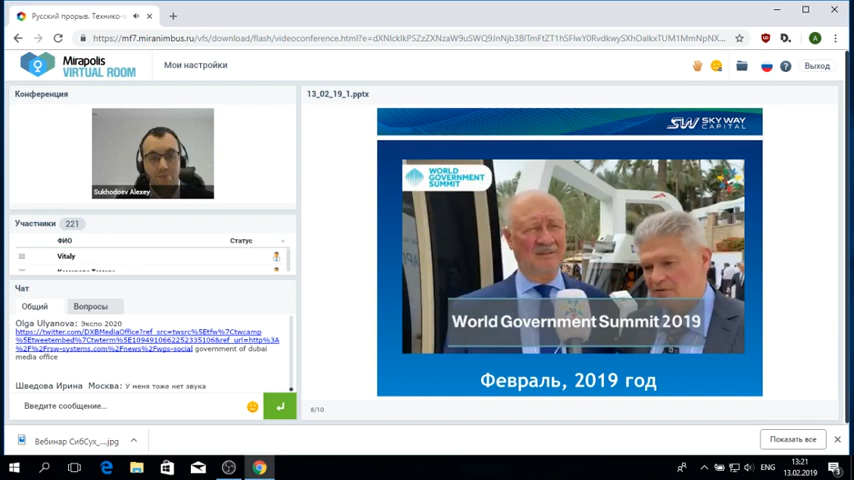 Русский прорыв. Технико-
https://mf7.miranimbus.ru/vfs/download/flash/videoconference.html?e=
Mirapolis
VIRTUAL ROOM
Мои настройки
Выход
Конференция
Sukhodoev Alexey
Участники 221
ФИО Статус
Vitaly
Чат
Общий Вопросы
Olga Ulyanova: Экспо 2020
https://twitter.com/DXBMediaOffice?ref_src=twsrc%5Etfw%7Ctwcamp
%5Etweetembed%7Ctwterm%5E1094910662252335106&ref_url=http%3A
%2F%2Frsw-systems.com%2Fnews%2Fwgs-social government of dubai
media office
Шведова Ирина Москва: У меня тоже нет звука
Введите сообщение...
13_02_19_1.pptx
SW SKY WAY
CAPITAL
WORLD
GOVERNMENT
SUMMIT
World Government Summit 2019
Февраль, 2019 год
8/10
Вебинар СибСух_....jpg
Показать все
ENG
13:21
13.02.2019